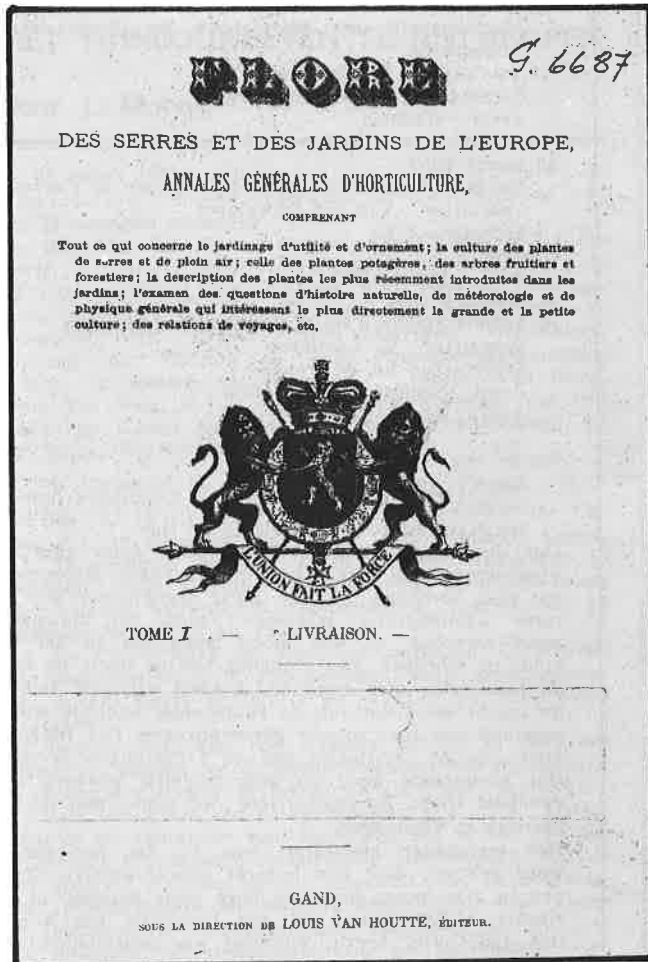 G. 6687
FLORE
DES SERRES ET DES JARDINS DE L'EUROPE,
ANNALES GÉNÉRALES D'HORTICULTURE,
COMPRENANT
Tout ce qui concerne le jardinage d'utilité et d'ornement; la culture des plantes
de serres et de plein air; celle des plantes potagères, des arbres fruitiers et
forestiers; la description des plantes les plus récemment introduites dans les
jardins; l'examen des questions d'histoire naturelle, de météorologie et de
physique générale qui intéressent le plus directement la grande et la petite
culture; des relations de voyages, etc.
L'UNION FAIT LA FORCE
TOME I . — LIVRAISON. —
GAND,
SOUS LA DIRECTION DE LOUIS VAN HOUTTE, ÉDITEUR.